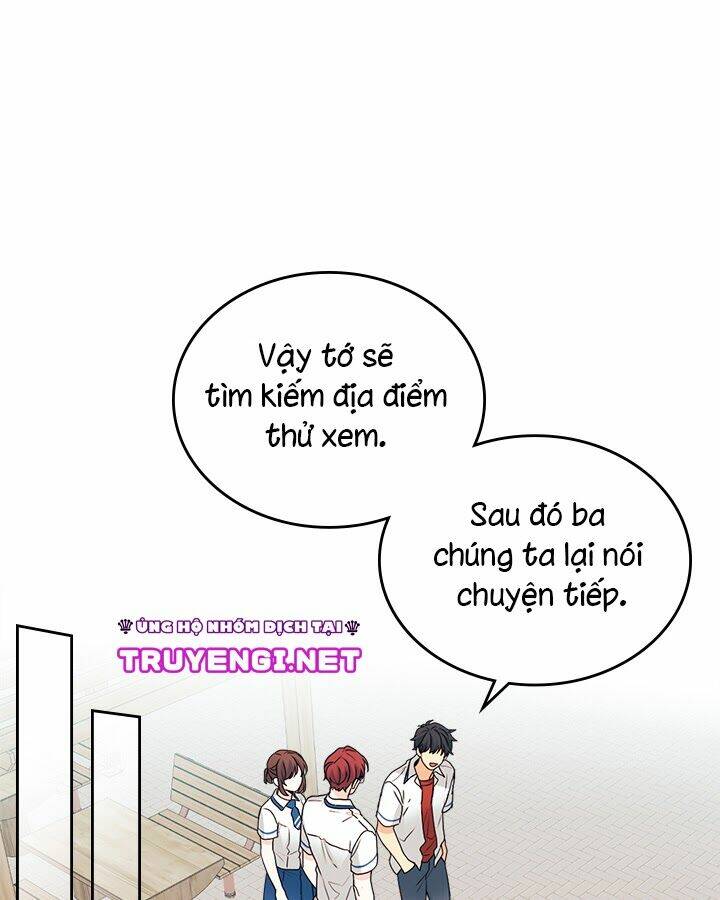 Vậy tớ sẽ
tìm kiếm địa điểm
thử xem.
Sau đó ba
chúng ta lại nói
chuyện tiếp.
ỦNG HỘ NHÓM DỊCH TẠI
TRUYENGI.NET